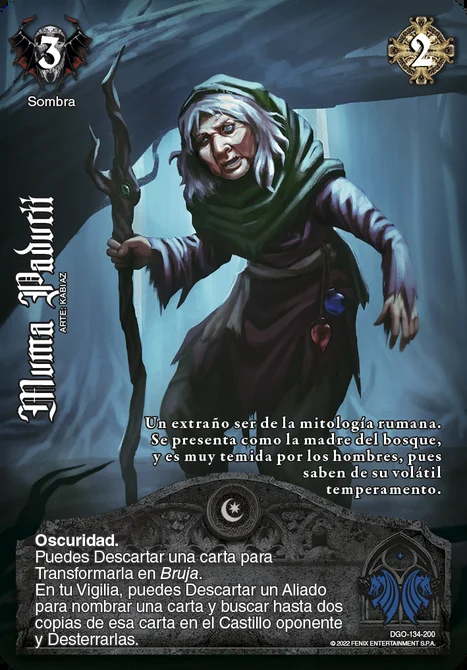 3
2
Sombra
Muma Padurii
ARTE: KABIAZ
Un extraño ser de la mitología rumana.
Se presenta como la madre del bosque,
y es muy temida por los hombres, pues
saben de su volátil
temperamento.
Oscuridad.
Puedes Descartar una carta para
Transformarla en Bruja.
En tu Vigilia, puedes Descartar un Aliado
para nombrar una carta y buscar hasta dos
copias de esa carta en el Castillo oponente
y Desterrarlas.
DGO-134-200
© 2022 FENIX ENTERTAINMENT S.P.A.